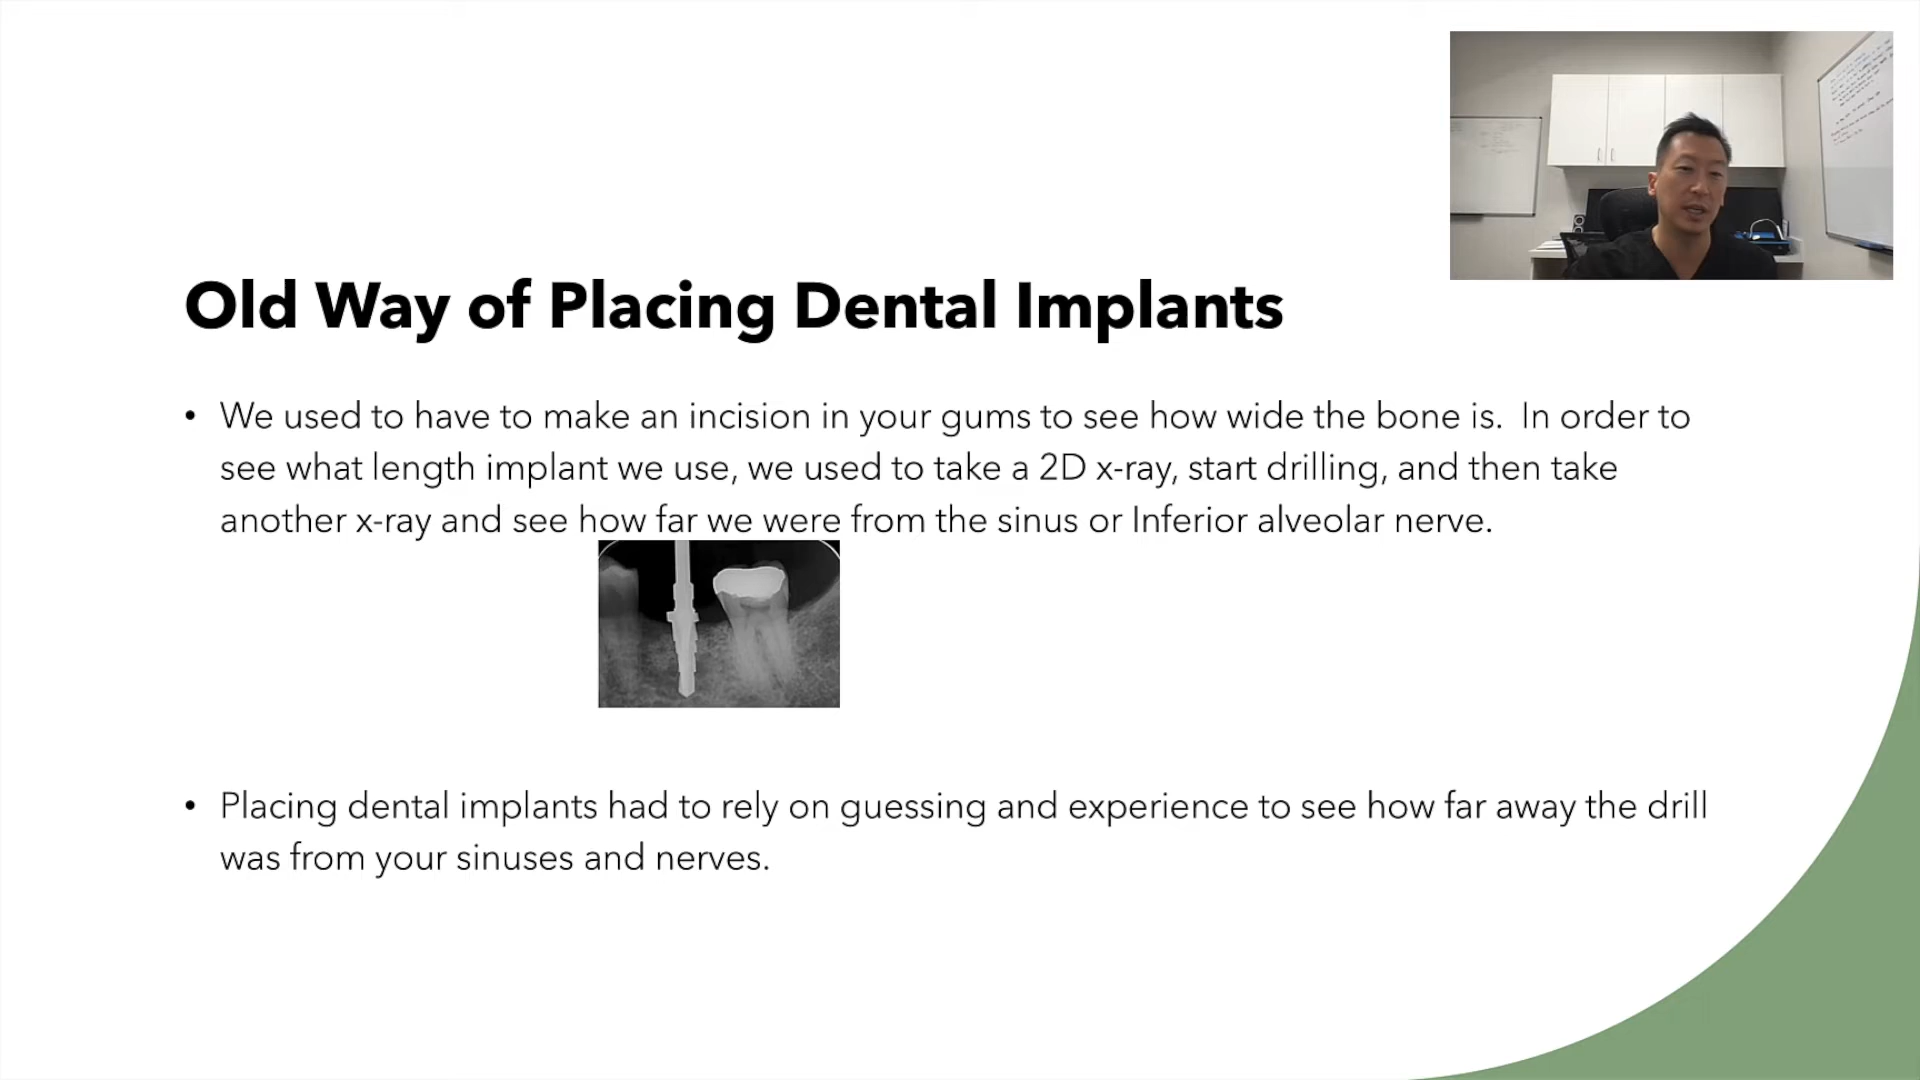 Old Way of Placing Dental Implants
• We used to have to make an incision in your gums to see how wide the bone is.  In order to
see what length implant we use, we used to take a 2D x-ray, start drilling, and then take
another x-ray and see how far we were from the sinus or Inferior alveolar nerve.
• Placing dental implants had to rely on guessing and experience to see how far away the drill
was from your sinuses and nerves.